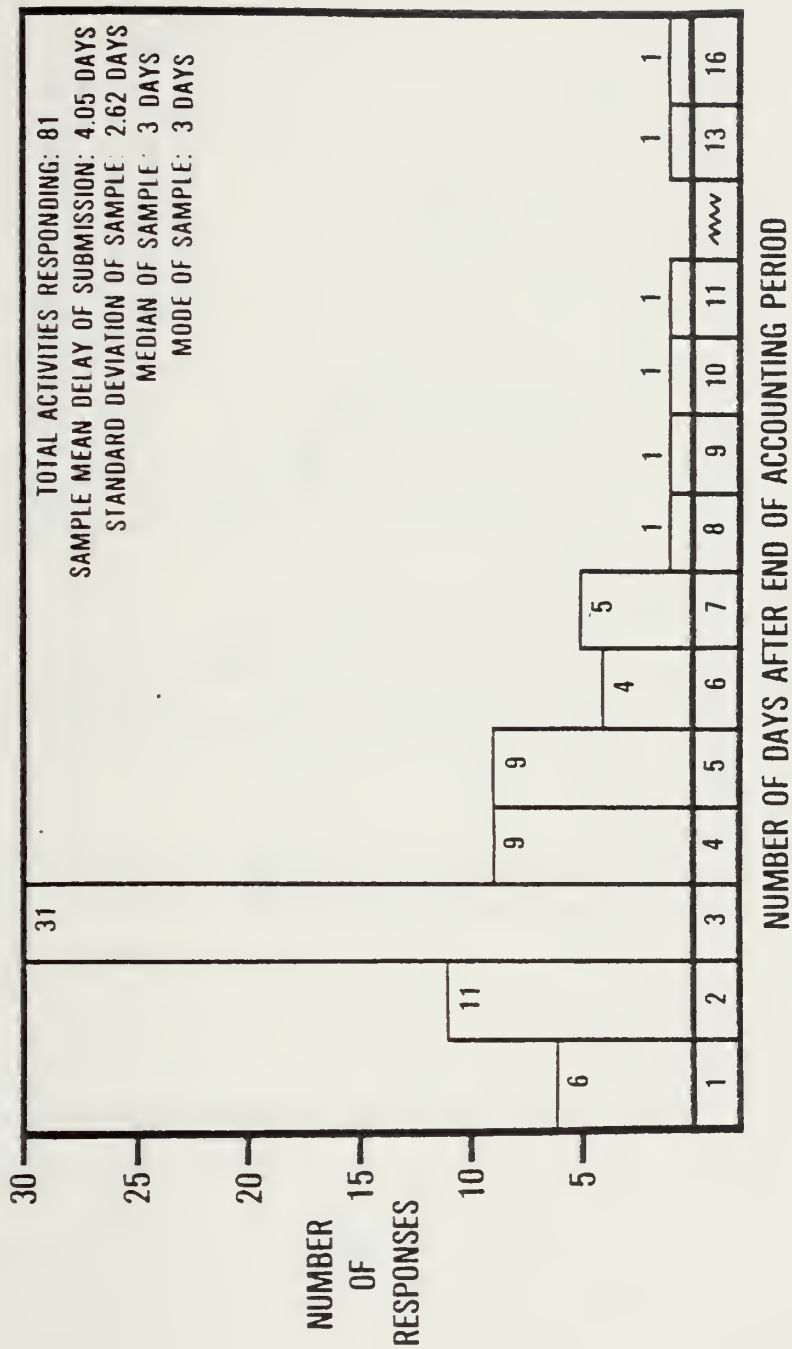 TOTAL ACTIVITIES RESPONDING: 81
SAMPLE MEAN DELAY OF SUBMISSION: 4.05 DAYS
STANDARD DEVIATION OF SAMPLE: 2.62 DAYS
MEDIAN OF SAMPLE: 3 DAYS
MODE OF SAMPLE: 3 DAYS
30
25
20
15
10
5
NUMBER
OF
RESPONSES
6 11 31 9 9 4 5 1 1 1 1 1 1
1 2 3 4 5 6 7 8 9 10 11 13 16
NUMBER OF DAYS AFTER END OF ACCOUNTING PERIOD